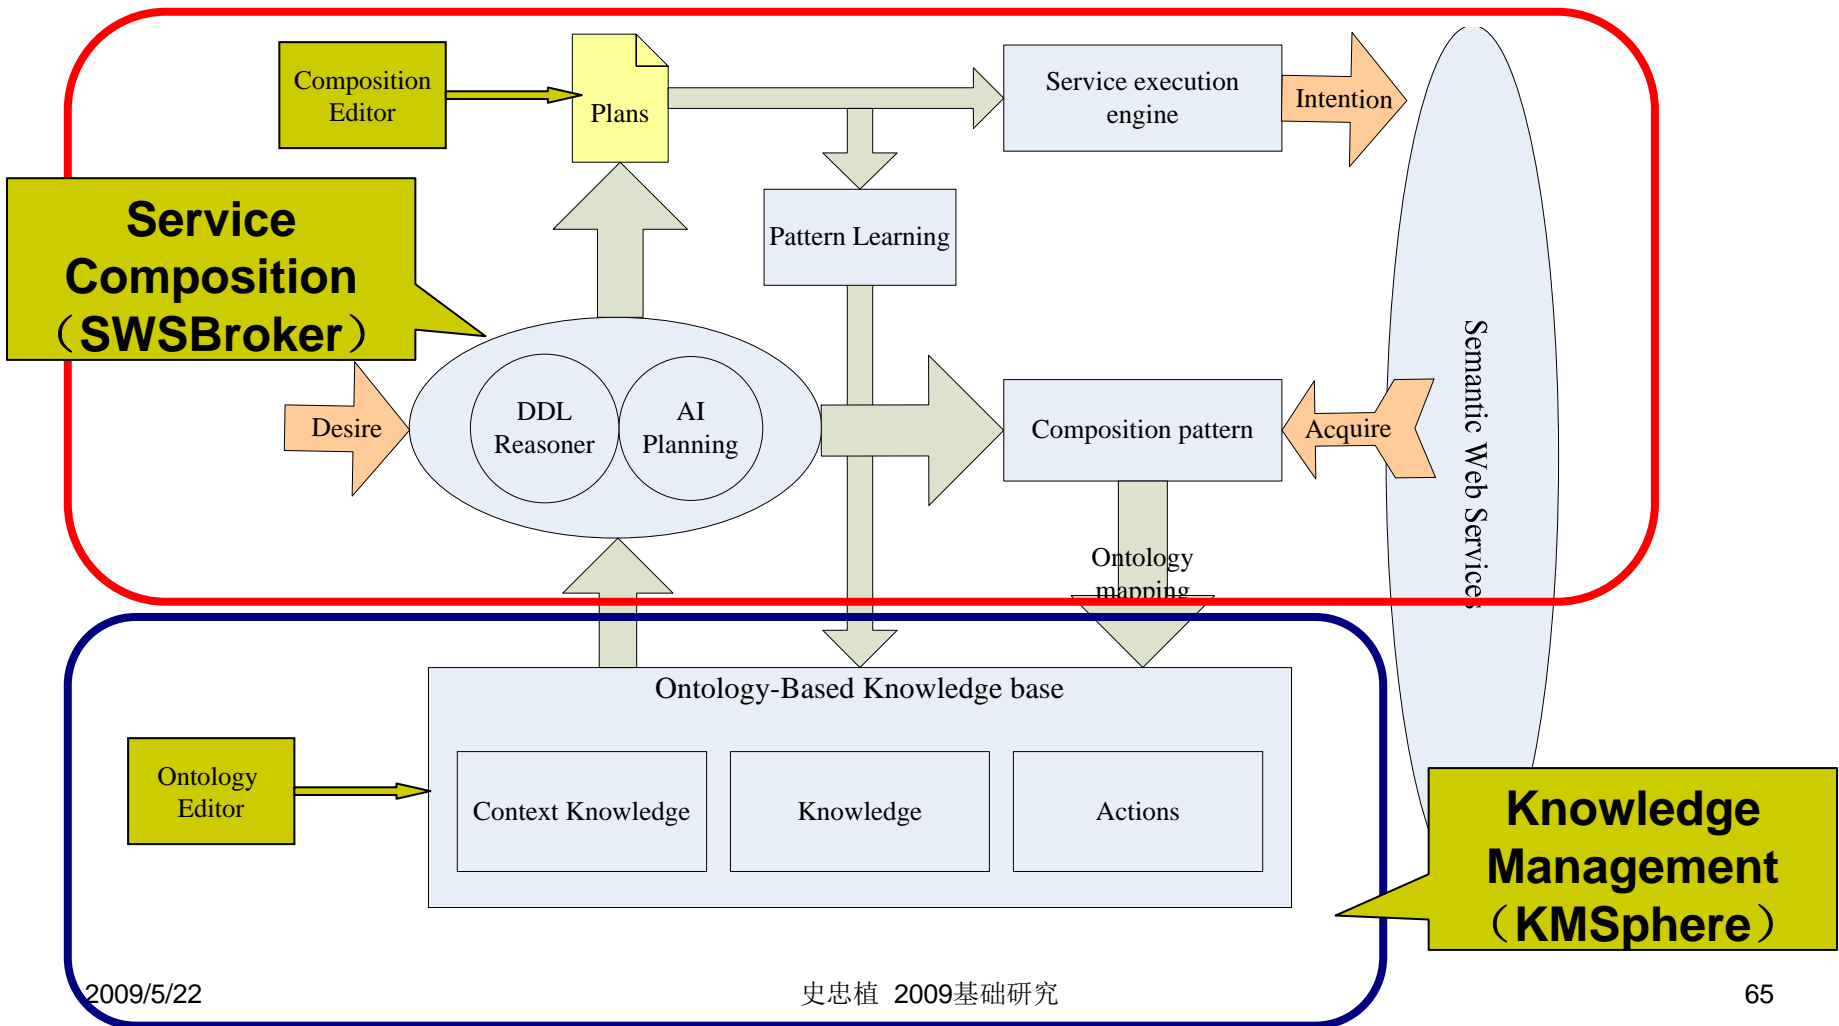 Composition
Editor
Plans
Service execution
engine
Intention
Service
Composition
（SWSBroker）
Pattern Learning
Desire
DDL
Reasoner
AI
Planning
Composition pattern
Acquire
Semantic Web Services
Ontology
mapping
Ontology-Based Knowledge base
Ontology
Editor
Context Knowledge
Knowledge
Actions
Knowledge
Management
（KMSphere）
2009/5/22
史忠植 2009基础研究
65